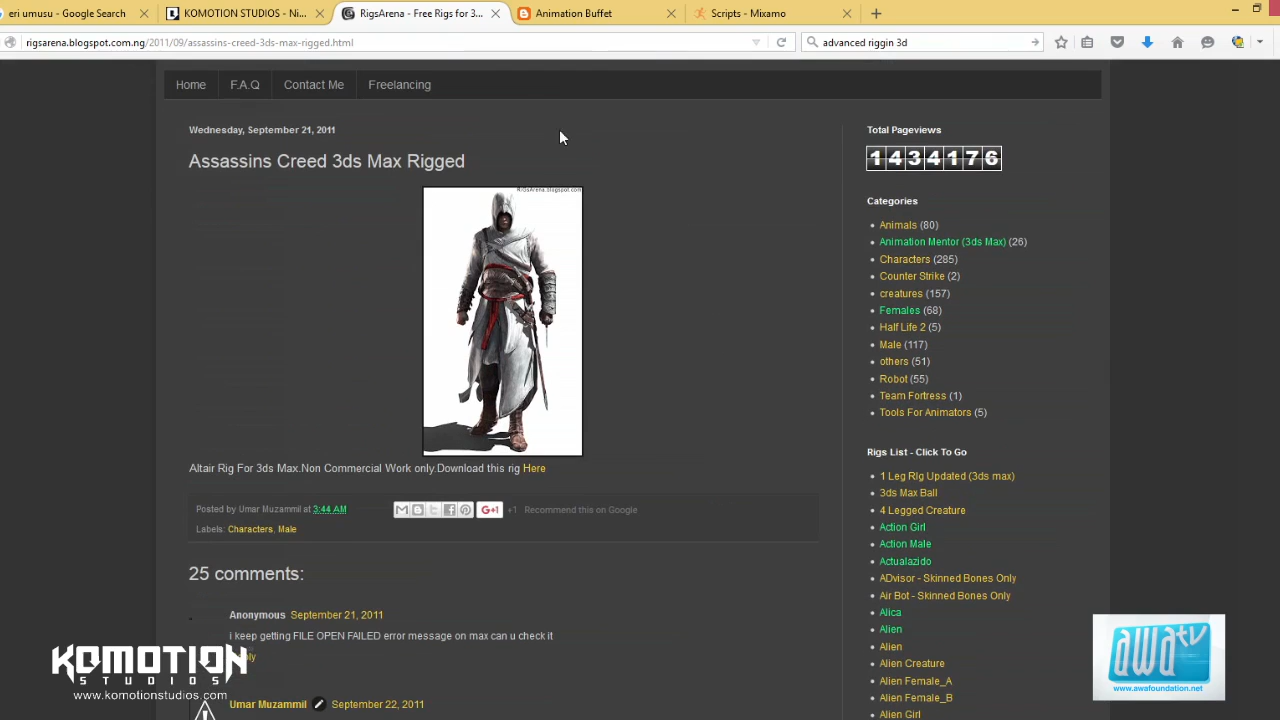 eri umusu - Google Search
KOMOTION STUDIOS - Ni...
RigsArena - Free Rigs for 3...
Animation Buffet
Scripts - Mixamo
rigsarena.blogspot.com.ng/2011/09/assassins-creed-3ds-max-rigged.html
advanced riggin 3d
Home
F.A.Q
Contact Me
Freelancing
Wednesday, September 21, 2011
Assassins Creed 3ds Max Rigged
RiGsArena.blogspot.com
Altair Rig For 3ds Max.Non Commercial Work only.Download this rig Here
Posted by Umar Muzammil at 3:44 AM
G+1 +1 Recommend this on Google
Labels: Characters, Male
25 comments:
Anonymous September 21, 2011
i keep getting FILE OPEN FAILED error message on max can u check it
Umar Muzammil September 22, 2011
Total Pageviews
1434176
Categories
Animals (80)
Animation Mentor (3ds Max) (26)
Characters (285)
Counter Strike (2)
creatures (157)
Females (68)
Half Life 2 (5)
Male (117)
others (51)
Robot (55)
Team Fortress (1)
Tools For Animators (5)
Rigs List - Click To Go
1 Leg RIg Updated (3ds max)
3ds Max Ball
4 Legged Creature
Action Girl
Action Male
Actualazido
ADvisor - Skinned Bones Only
Air Bot - Skinned Bones Only
Alica
Alien
Alien
Alien Creature
Alien Female_A
Alien Female_B
Alien Girl
KOMOTION
STUDIOS
www.komotionstudios.com
awatv
www.awafoundation.net